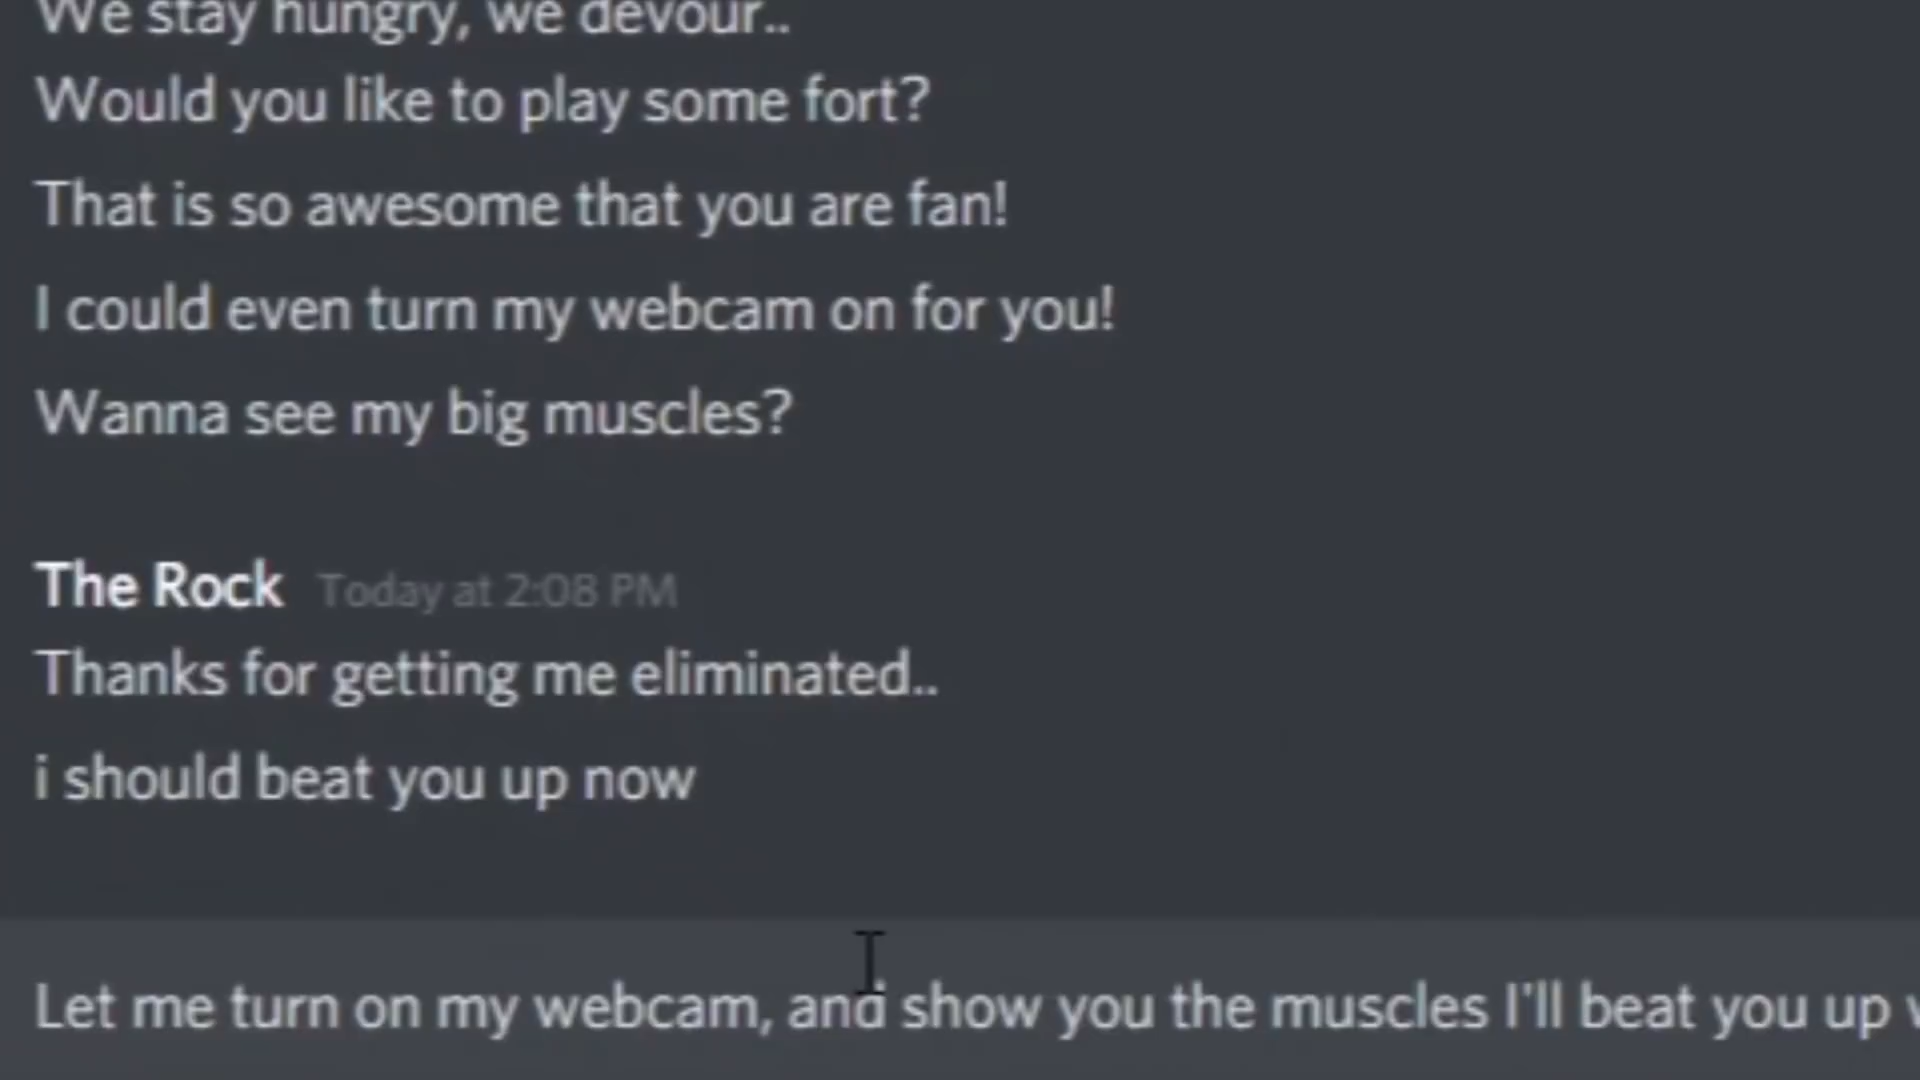 We stay hungry, we devour..
Would you like to play some fort?
That is so awesome that you are fan!
I could even turn my webcam on for you!
Wanna see my big muscles?
The Rock Today at 2:08 PM
Thanks for getting me eliminated..
i should beat you up now
Let me turn on my webcam, and show you the muscles I'll beat you up